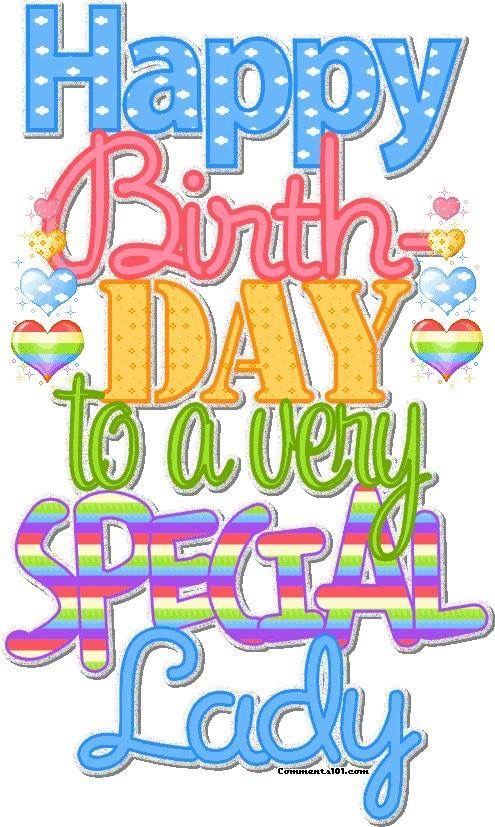 Happy
Birth-
DAY
to a very
SPECIAL
Lady
Comments101.com